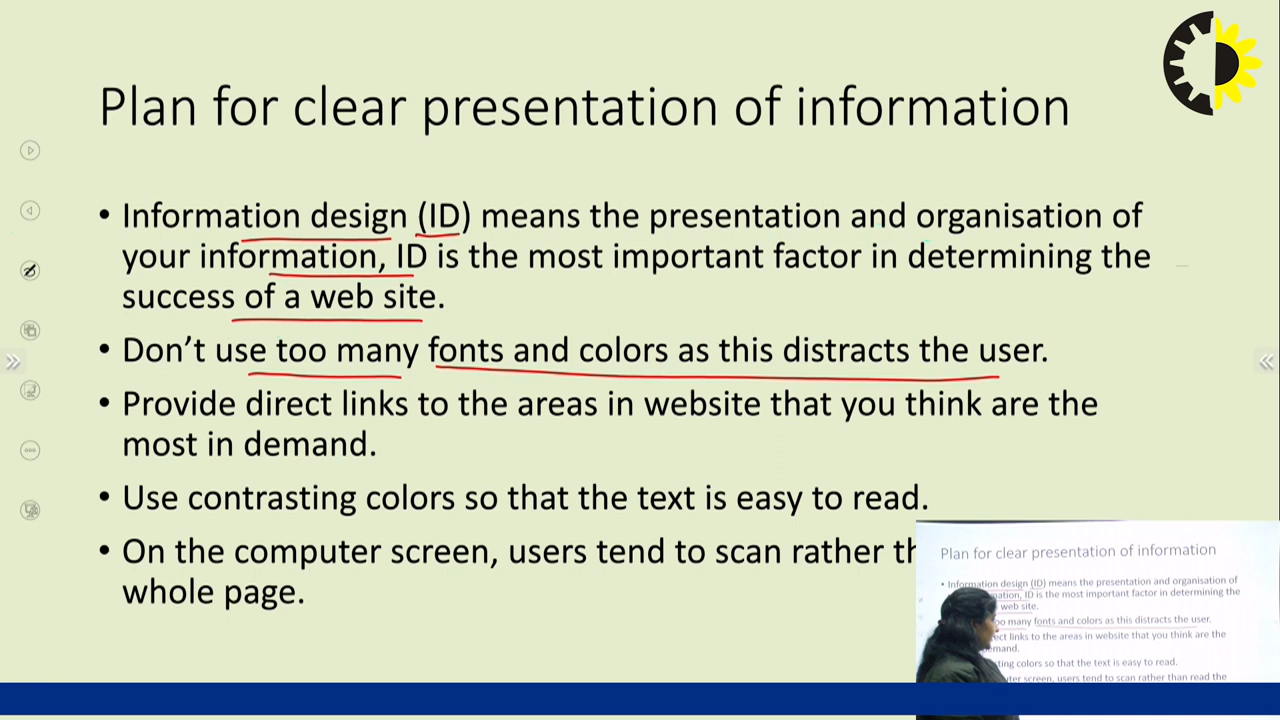 Plan for clear presentation of information
• Information design (ID) means the presentation and organisation of
your information, ID is the most important factor in determining the
success of a web site.
• Don’t use too many fonts and colors as this distracts the user.
• Provide direct links to the areas in website that you think are the
most in demand.
• Use contrasting colors so that the text is easy to read.
• On the computer screen, users tend to scan rather th
whole page.
Plan for clear presentation of information
• Information design (ID) means the presentation and organisation of
mation, ID is the most important factor in determining the
web site.
oo many fonts and colors as this distracts the user.
ect links to the areas in website that you think are the
emand.
ting colors so that the text is easy to read.
uter screen, users tend to scan rather than read the